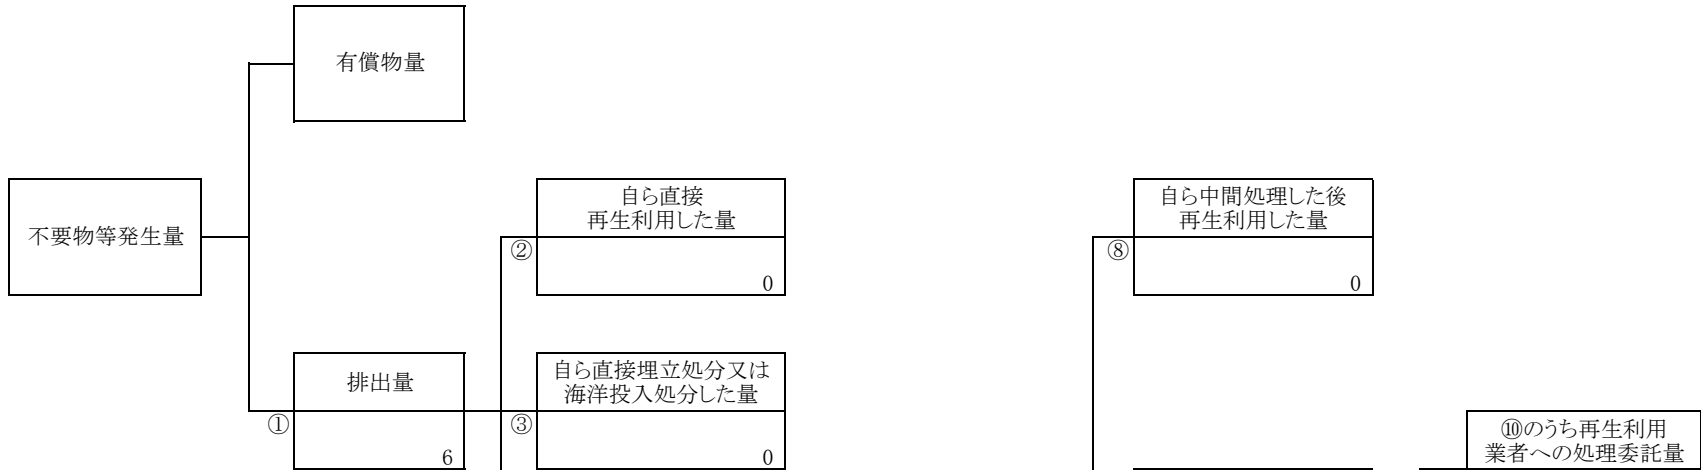 有償物量
不要物等発生量
自ら直接
再生利用した量
②
0
自ら中間処理した後
再生利用した量
⑧
0
排出量
①
6
自ら直接埋立処分又は
海洋投入処分した量
③
0
⑩のうち再生利用
業者への処理委託量